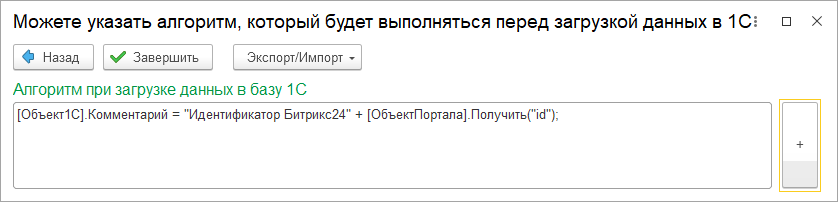 Можете указать алгоритм, который будет выполняться перед загрузкой данных в 1С
Назад Завершить Экспорт/Импорт
Алгоритм при загрузке данных в базу 1С
[Объект1С].Комментарий = "Идентификатор Битрикс24" + [ОбъектПортала].Получить("id");
+